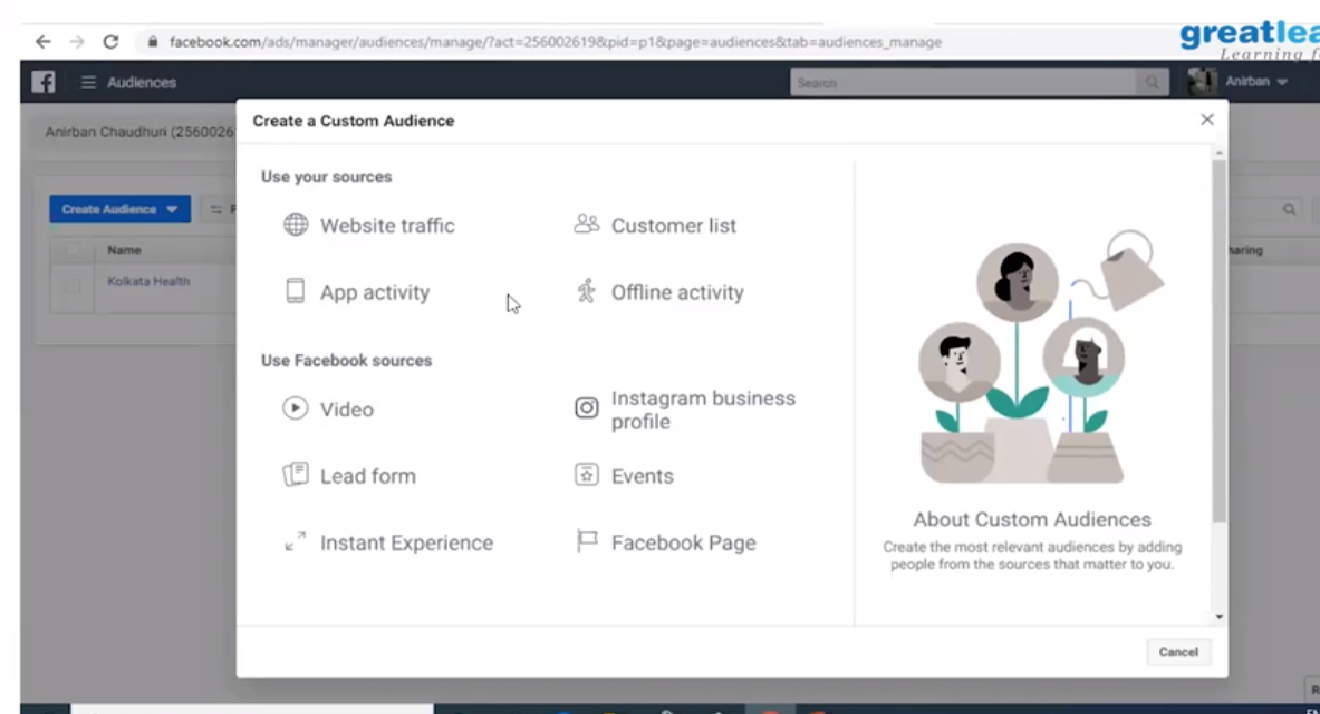 greatlea
Learning fo
facebook.com/ads/manager/audiences/manage/?act=256002619&pid=p1&page=audiences&tab=audiences_manage
Audiences
Search
Anirban
Anirban Chaudhuri (2560026
Create a Custom Audience
Use your sources
Website traffic
Customer list
App activity
Offline activity
Use Facebook sources
Video
Instagram business
profile
Lead form
Events
Instant Experience
Facebook Page
About Custom Audiences
Create the most relevant audiences by adding
people from the sources that matter to you.
Cancel
Create Audience
F
Name
haring
Kolkata Health
R